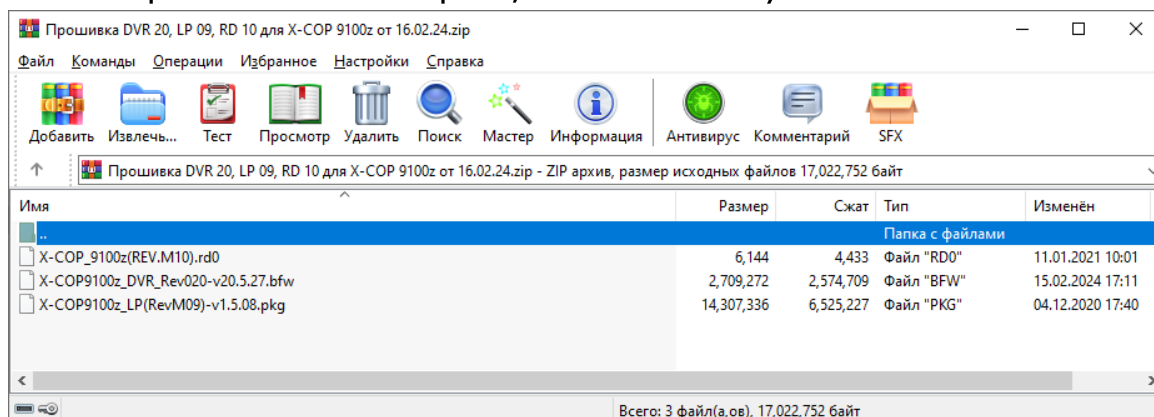 Прошивка DVR 20, LP 09, RD 10 для X-COP 9100z от 16.02.24.zip
Файл Команды Операции Избранное Настройки Справка
Добавить Извлечь... Тест Просмотр Удалить Поиск Мастер Информация Антивирус Комментарий SFX
Прошивка DVR 20, LP 09, RD 10 для X-COP 9100z от 16.02.24.zip - ZIP архив, размер исходных файлов 17,022,752 байт
Имя Размер Сжат Тип Изменён
.. Папка с файлами
X-COP_9100z(REV.M10).rd0 6,144 4,433 Файл "RD0" 11.01.2021 10:01
X-COP9100z_DVR_Rev020-v20.5.27.bfw 2,709,272 2,574,709 Файл "BFW" 15.02.2024 17:11
X-COP9100z_LP(RevM09)-v1.5.08.pkg 14,307,336 6,525,227 Файл "PKG" 04.12.2020 17:40
Всего: 3 файл(а,ов), 17,022,752 байт